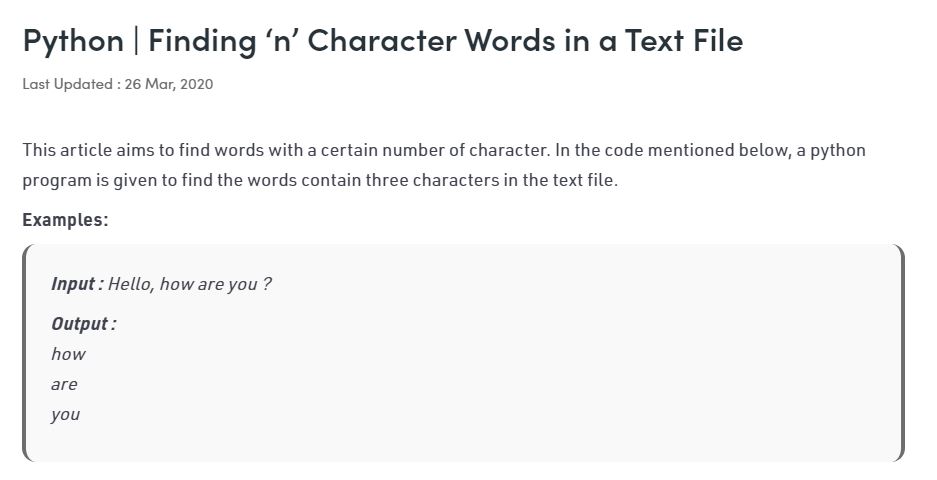 Python | Finding ‘n’ Character Words in a Text File
Last Updated : 26 Mar, 2020
This article aims to find words with a certain number of character. In the code mentioned below, a python
program is given to find the words contain three characters in the text file.
Examples:
Input : Hello, how are you ?
Output :
how
are
you